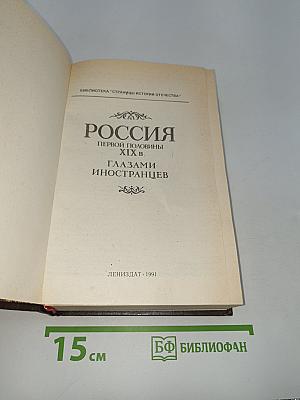 БИБЛИОТЕКА "СТРАНИЦЫ ИСТОРИИ ОТЕЧЕСТВА"
РОССИЯ
ПЕРВОЙ ПОЛОВИНЫ
XIX в
ГЛАЗАМИ
ИНОСТРАНЦЕВ
ЛЕНИЗДАТ · 1991
15 см
БФ БИБЛИОФАН